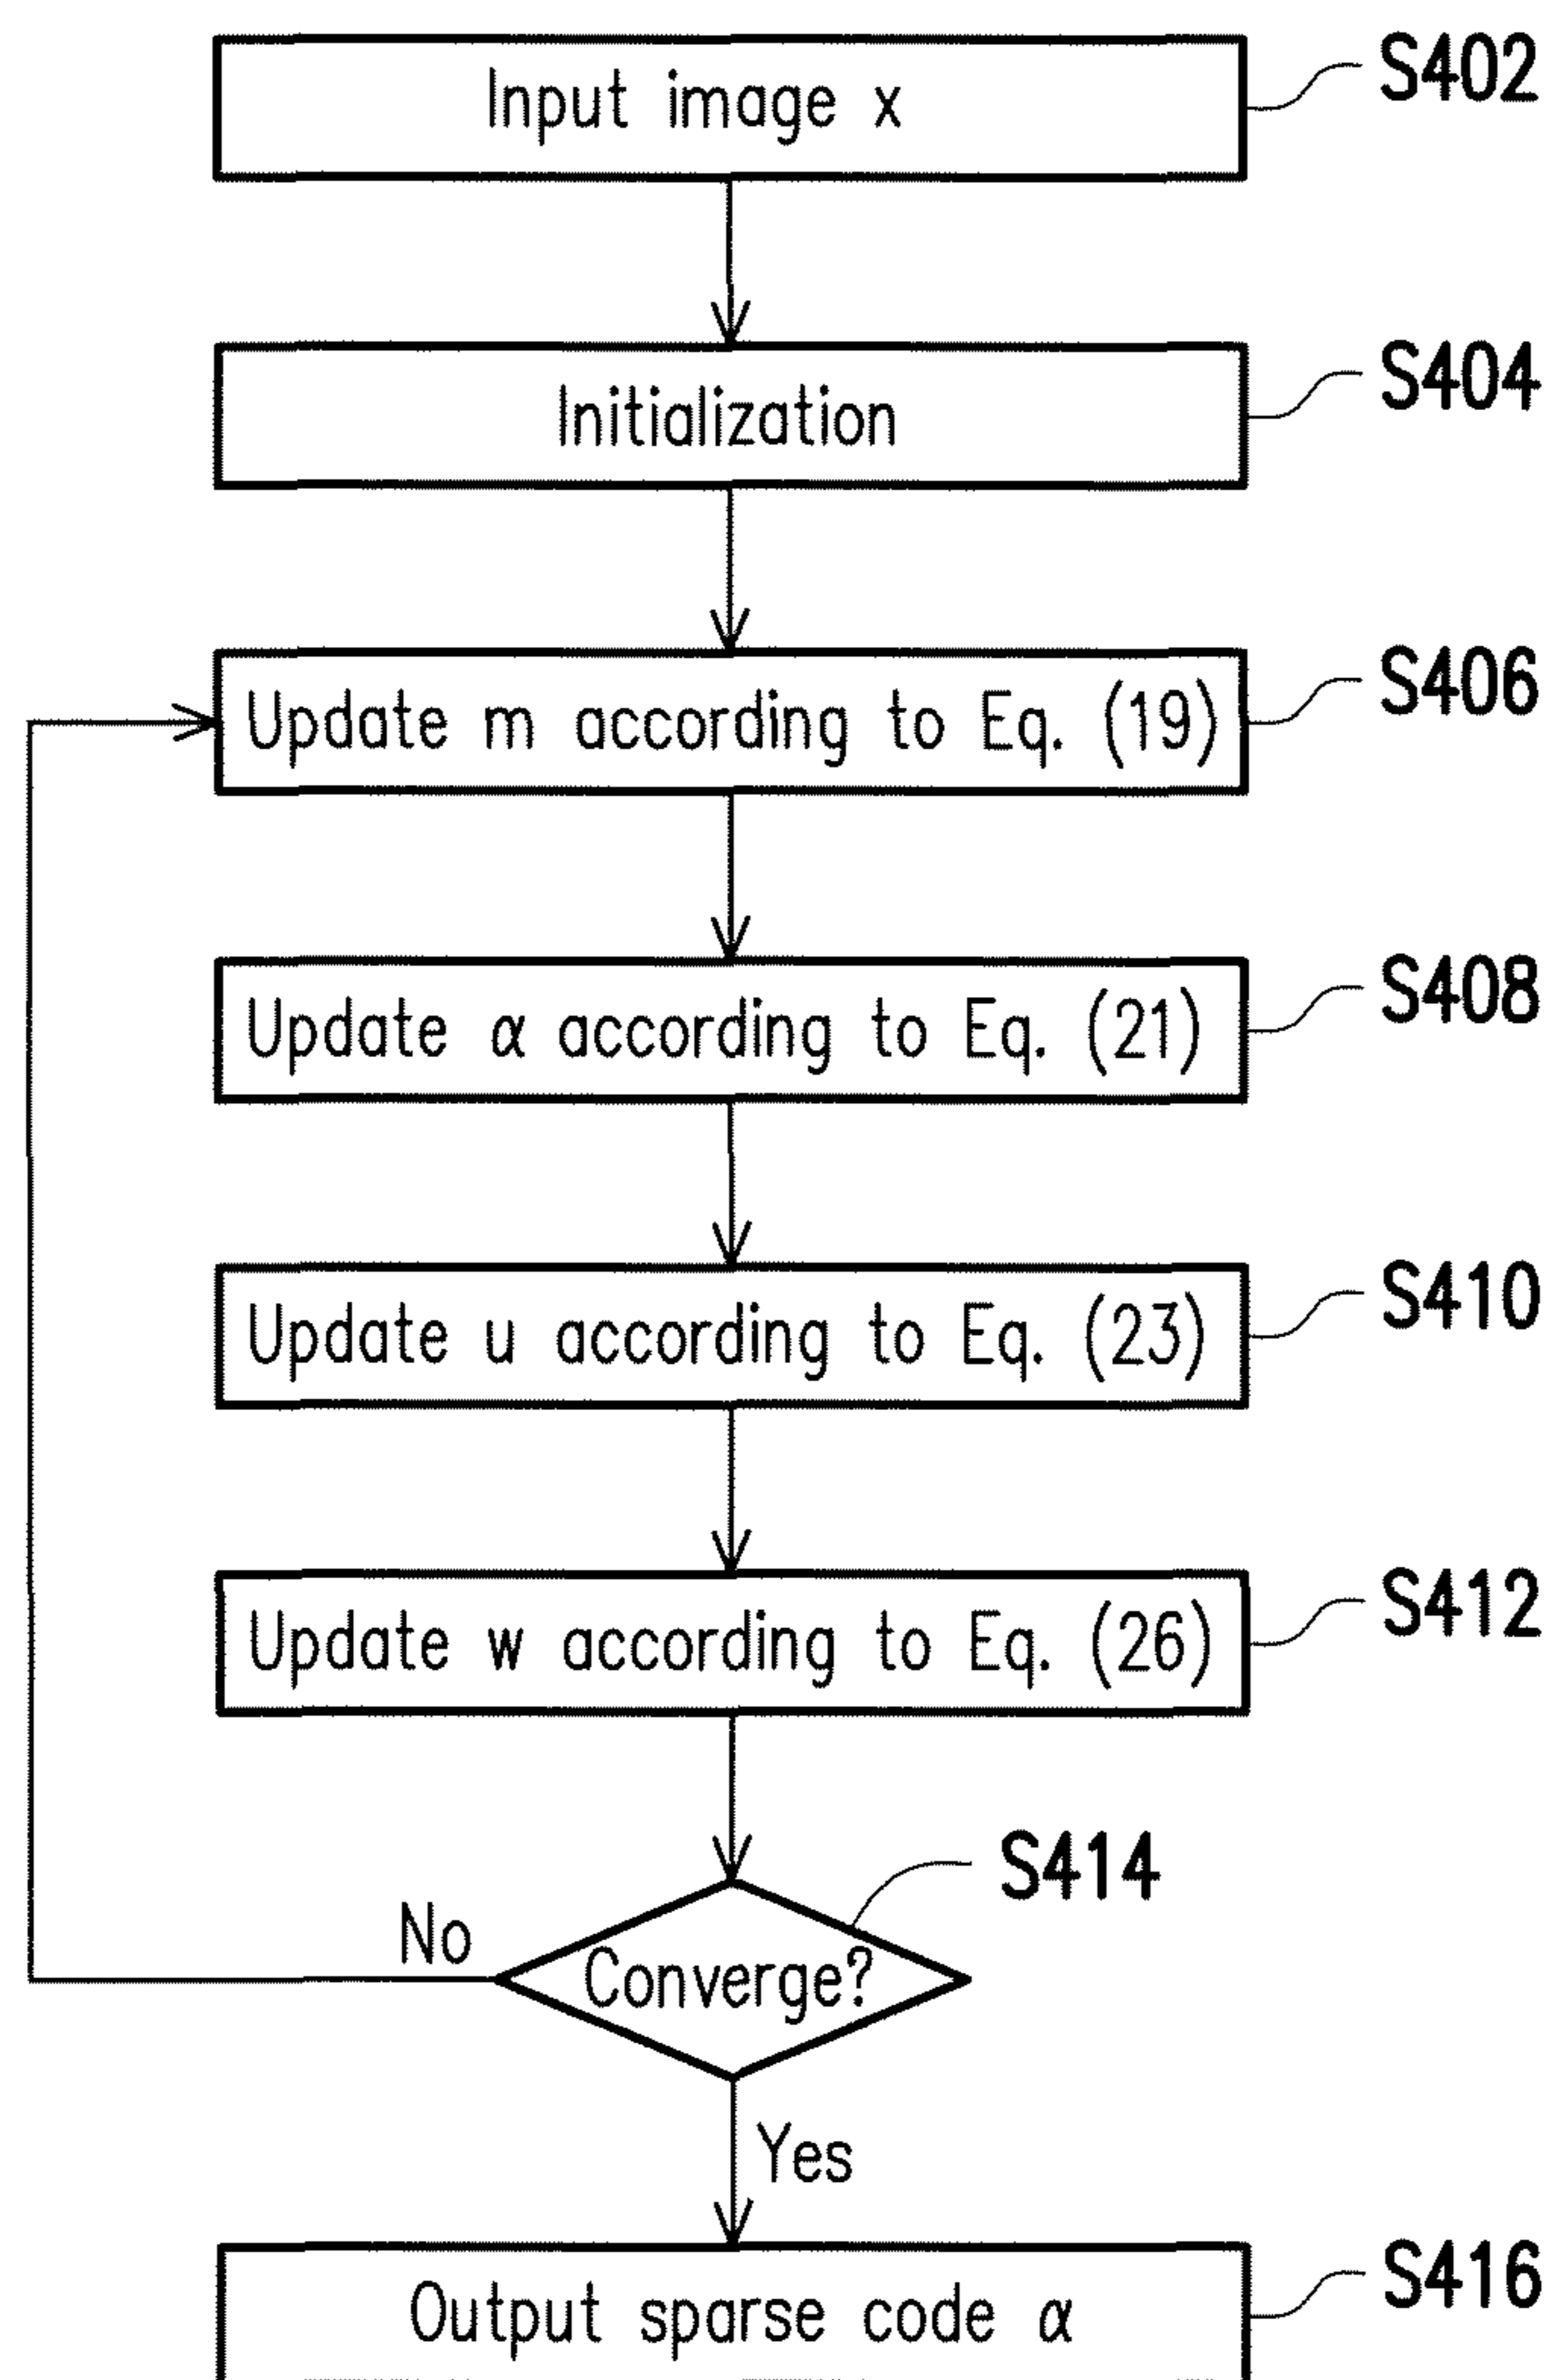 Input image x
S402
Initialization
S404
Update m according to Eq. (19)
S406
Update α according to Eq. (21)
S408
Update u according to Eq. (23)
S410
Update w according to Eq. (26)
S412
S414
No
Converge?
Yes
Output sparse code α
S416